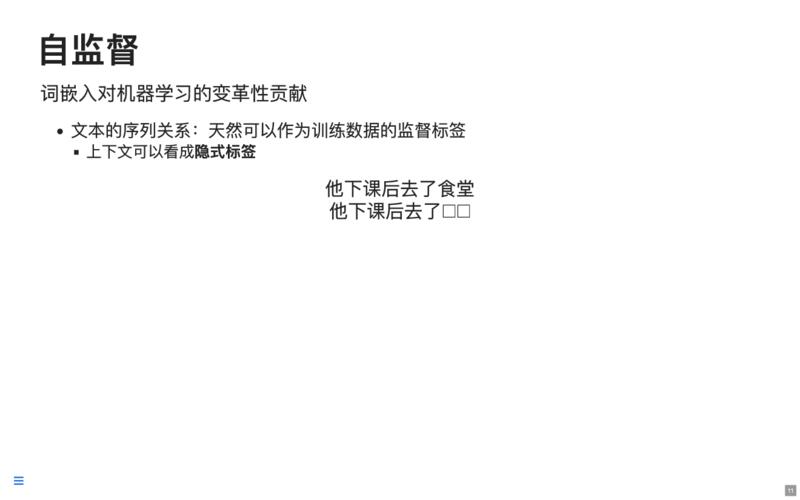 自监督
词嵌入对机器学习的变革性贡献
文本的序列关系：天然可以作为训练数据的监督标签
上下文可以看成隐式标签
他下课后去了食堂
他下课后去了□□
11